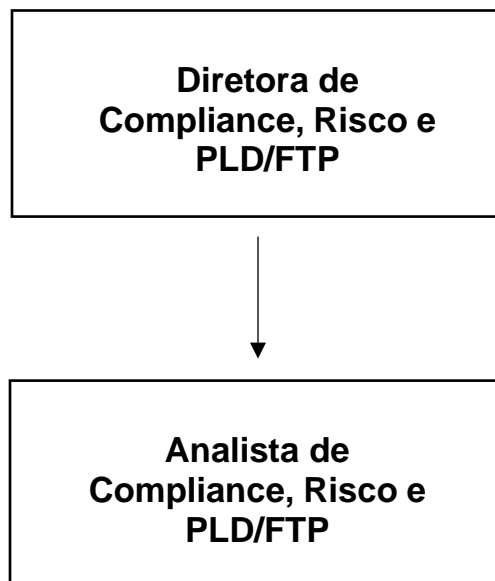 Diretora de
Compliance, Risco e
PLD/FTP
Analista de
Compliance, Risco e
PLD/FTP